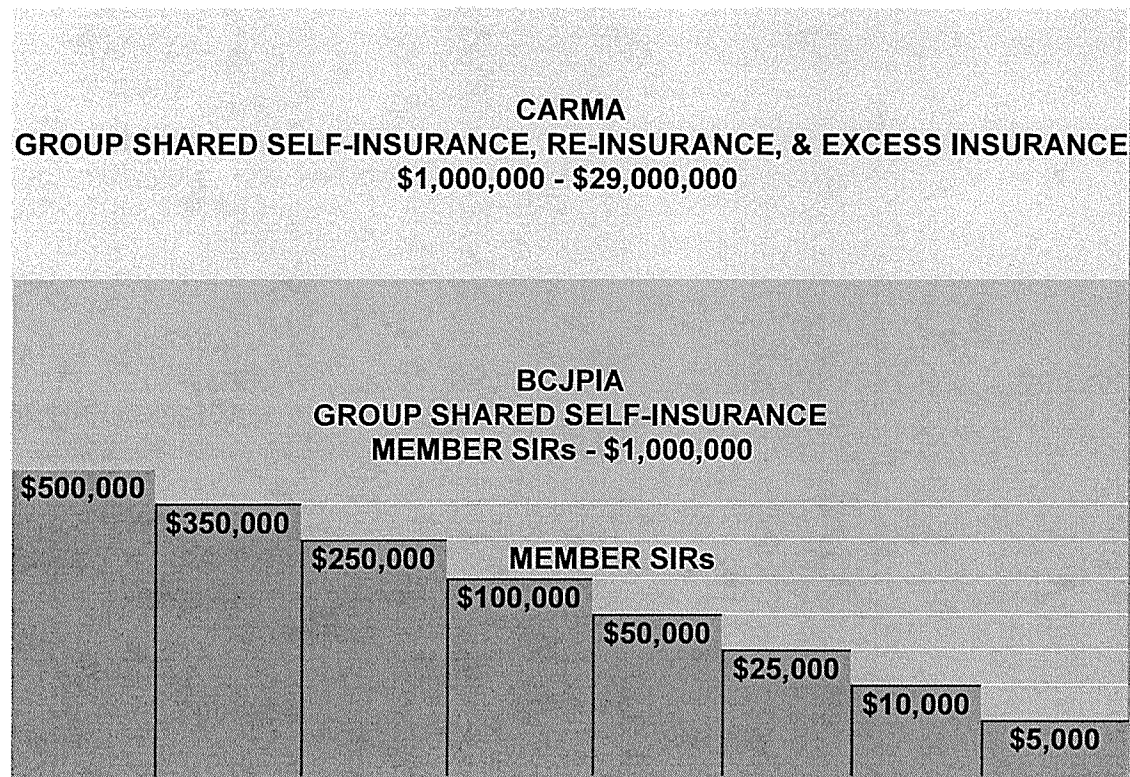 CARMA
GROUP SHARED SELF-INSURANCE, RE-INSURANCE, & EXCESS INSURANCE
$1,000,000 - $29,000,000
BCJPIA
GROUP SHARED SELF-INSURANCE
MEMBER SIRs - $1,000,000
$500,000
$350,000
$250,000
MEMBER SIRs
$100,000
$50,000
$25,000
$10,000
$5,000